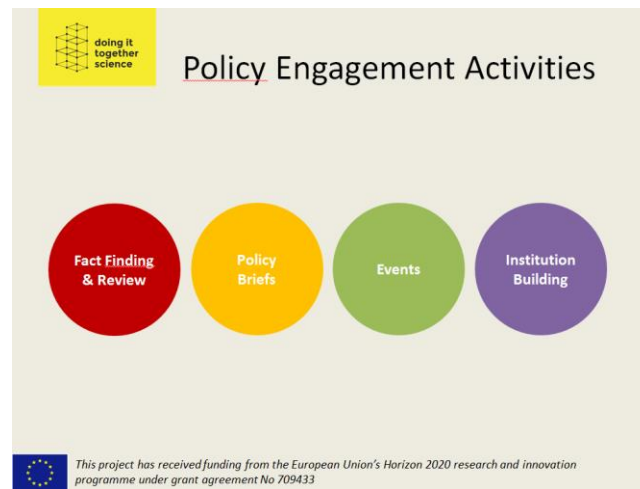 doing it
together
science
Policy Engagement Activities
Fact Finding
& Review
Policy
Briefs
Events
Institution
Building
This project has received funding from the European Union's Horizon 2020 research and innovation
programme under grant agreement No 709433